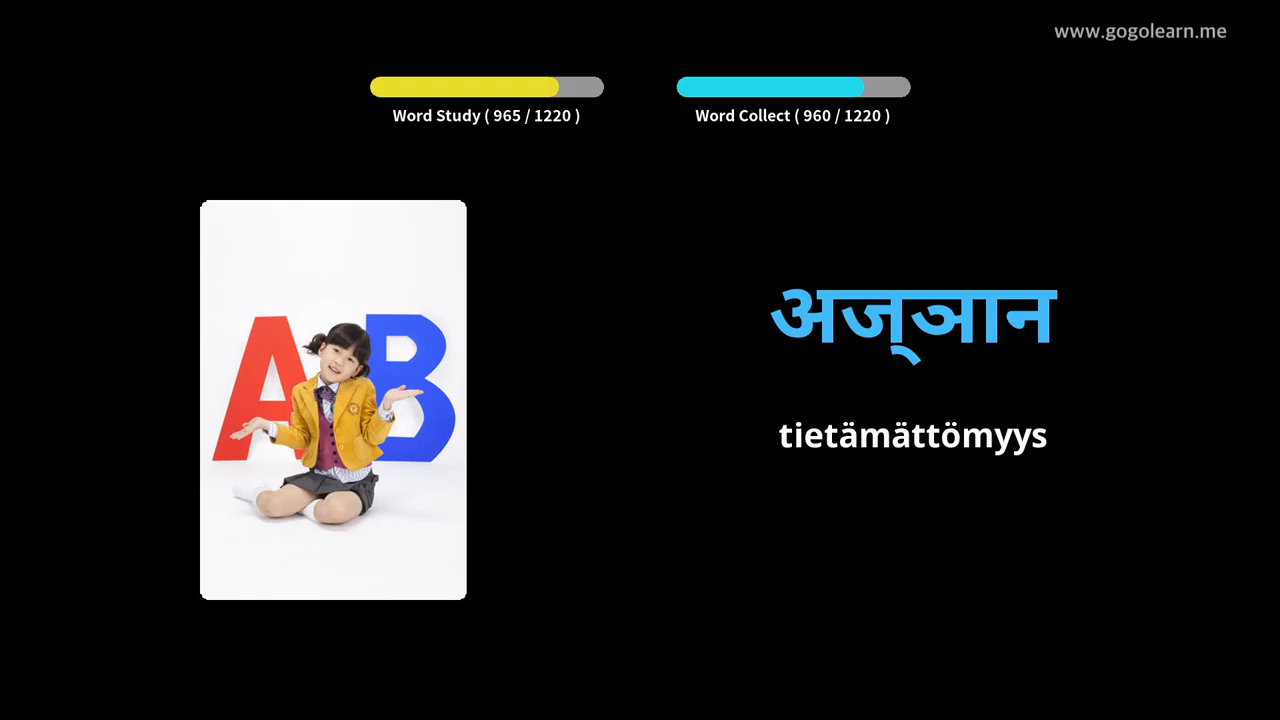 www.gogolearn.me
Word Study ( 965 / 1220 )
Word Collect ( 960 / 1220 )
A B
अज्ञान
tietämättömyys